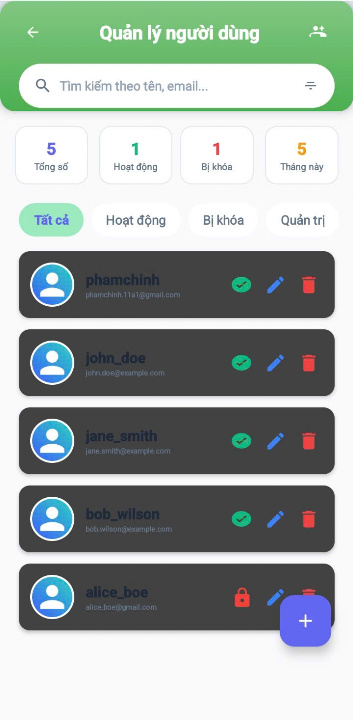 Quản lý người dùng
Tìm kiếm theo tên, email...
5 1 1 5
Tổng số Hoạt động Bị khóa Tháng này
Tất cả Hoạt động Bị khóa Quản trị
phamchinh
phamchinh.11a1@gmail.com
john_doe
john.doe@example.com
jane_smith
jane.smith@example.com
bob_wilson
bob.wilson@example.com
alice_boe
alice.boe@gmail.com